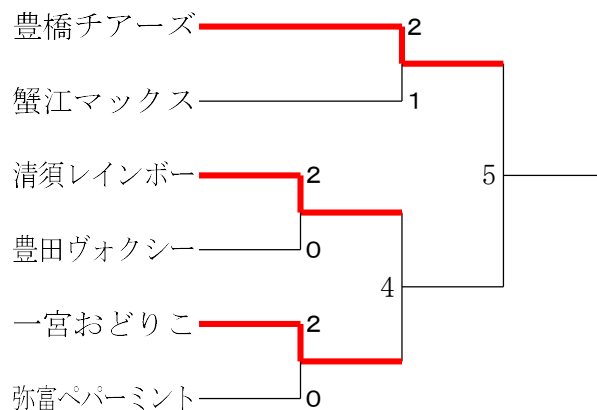 豊橋チアーズ
2
蟹江マックス
1
清須レインボー
2
5
豊田ヴォクシー
0
4
一宮おどりこ
2
弥富ペパーミント
0